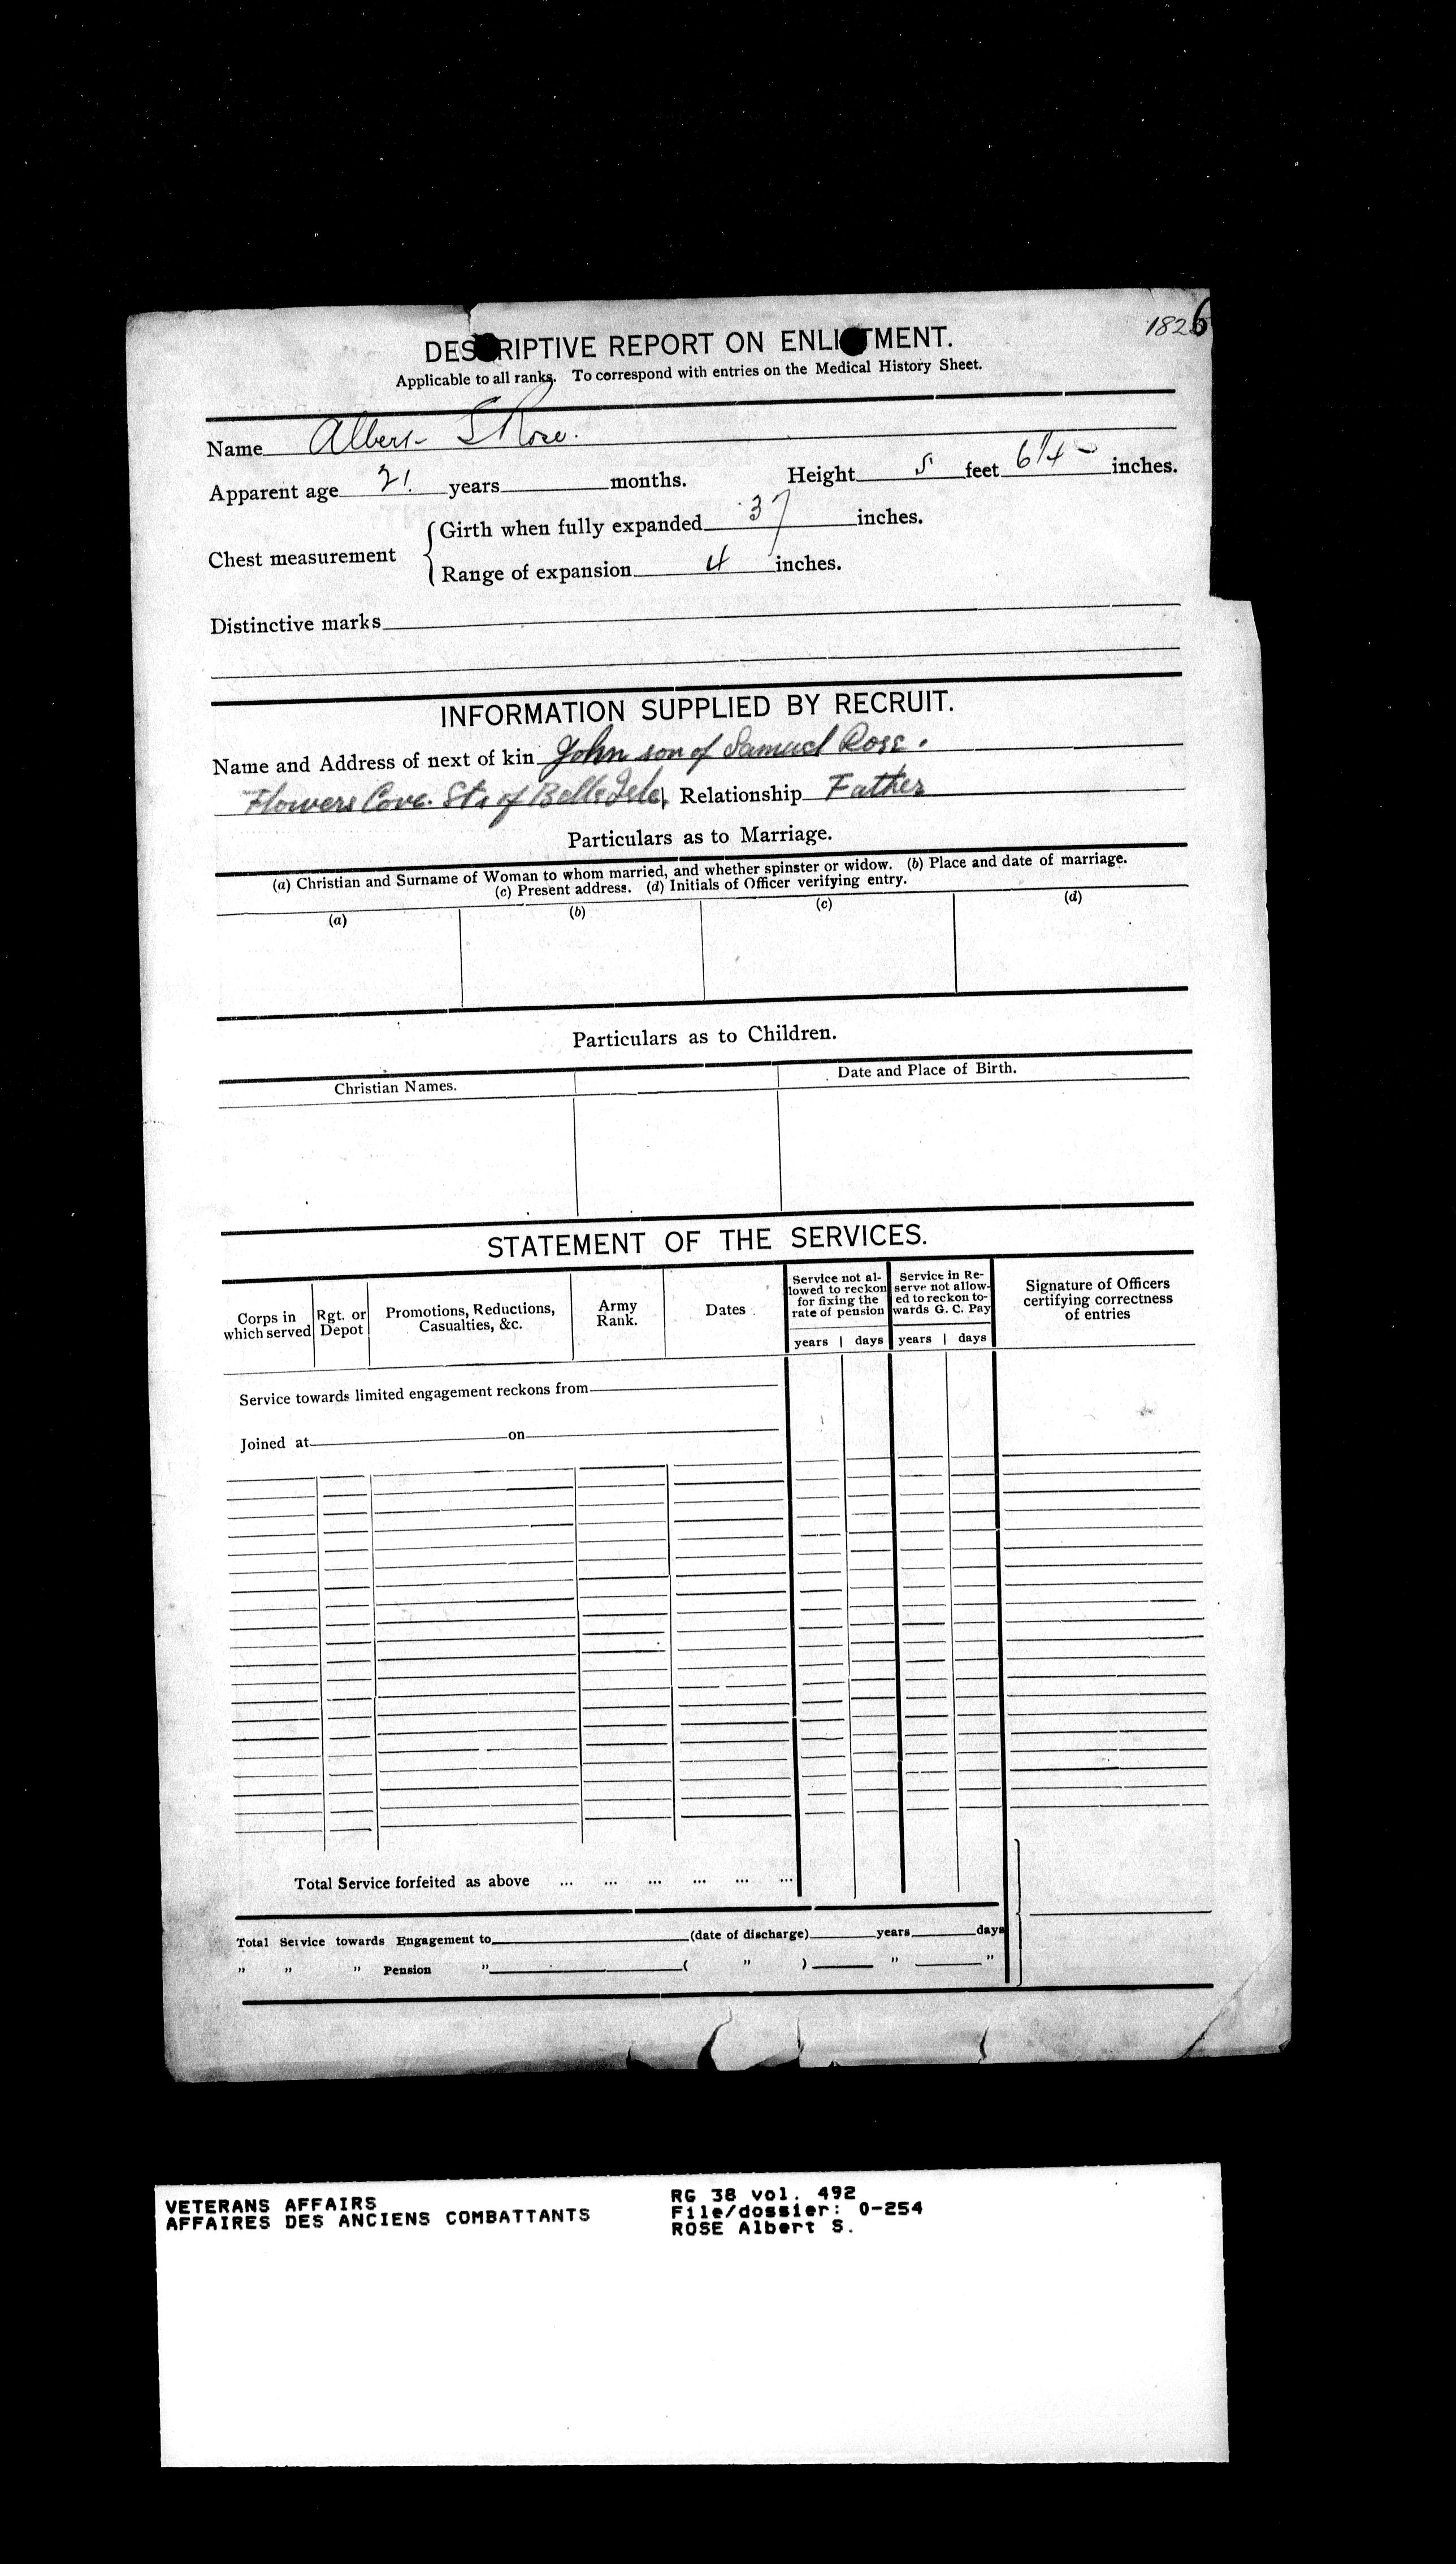 1826
DESCRIPTIVE REPORT ON ENLISTMENT.
Applicable to all ranks. To correspond with entries on the Medical History Sheet.
Name Albert S Rose.
Apparent age 21 years months. Height 5 feet 6 1/4 inches.
Chest measurement
Girth when fully expanded 37 inches.
Range of expansion 4 inches.
Distinctive marks
INFORMATION SUPPLIED BY RECRUIT.
Name and Address of next of kin John son of Samuel Rose.
Flowers Cove. Sts of Belle Isle, Relationship Father
Particulars as to Marriage.
(a) Christian and Surname of Woman to whom married, and whether spinster or widow. (b) Place and date of marriage.
(c) Present address. (d) Initials of Officer verifying entry.
(a) (b) (c) (d)
Particulars as to Children.
Christian Names. Date and Place of Birth.
STATEMENT OF THE SERVICES.
Corps in which served
Rgt. or Depot
Promotions, Reductions, Casualties, &c.
Army Rank.
Dates
Service not al-
lowed to reckon
for fixing the
rate of pension
years | days
Service in Re-
serve not allow-
ed to reckon to-
wards G. C. Pay
years | days
Signature of Officers
certifying correctness
of entries
Service towards limited engagement reckons from
Joined at on
Total Service forfeited as above ... ... ... ... ... ...
Total Service towards Engagement to (date of discharge) years days
" " " Pension " ( " ) " "
VETERANS AFFAIRS
AFFAIRES DES ANCIENS COMBATTANTS
RG 38 vol. 492
File/dossier: 0-254
ROSE Albert S.